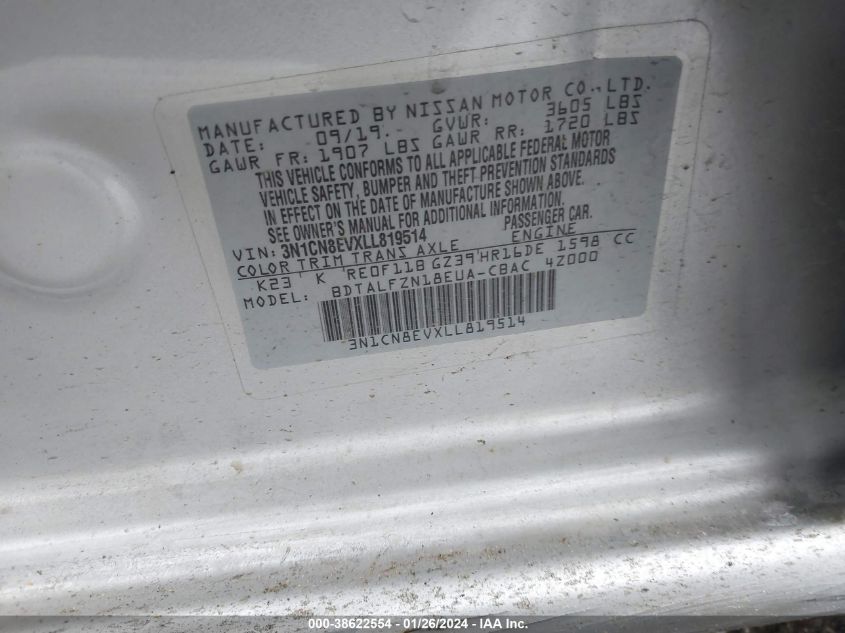 MANUFACTURED BY NISSAN MOTOR CO., LTD.
DATE: 09/19. GVWR: 3605 LBS
GAWR FR: 1907 LBS GAWR RR: 1720 LBS
THIS VEHICLE CONFORMS TO ALL APPLICABLE FEDERAL MOTOR
VEHICLE SAFETY, BUMPER AND THEFT PREVENTION STANDARDS
IN EFFECT ON THE DATE OF MANUFACTURE SHOWN ABOVE.
SEE OWNER'S MANUAL FOR ADDITIONAL INFORMATION.
VIN: 3N1CN8EVXLL819514 PASSENGER CAR.
COLOR TRIM TRANS AXLE ENGINE
K23 K RE0F11B GZ39 HR16DE 1598 CC
MODEL: BDTALFZN18EUA-CBAC 4Z000
3N1CN8EVXLL819514
000-38622554 - 01/26/2024 - IAA Inc.